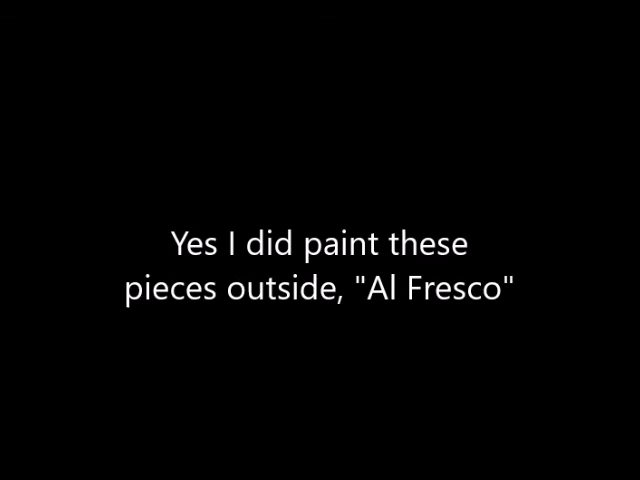 Yes I did paint these
pieces outside, "Al Fresco"